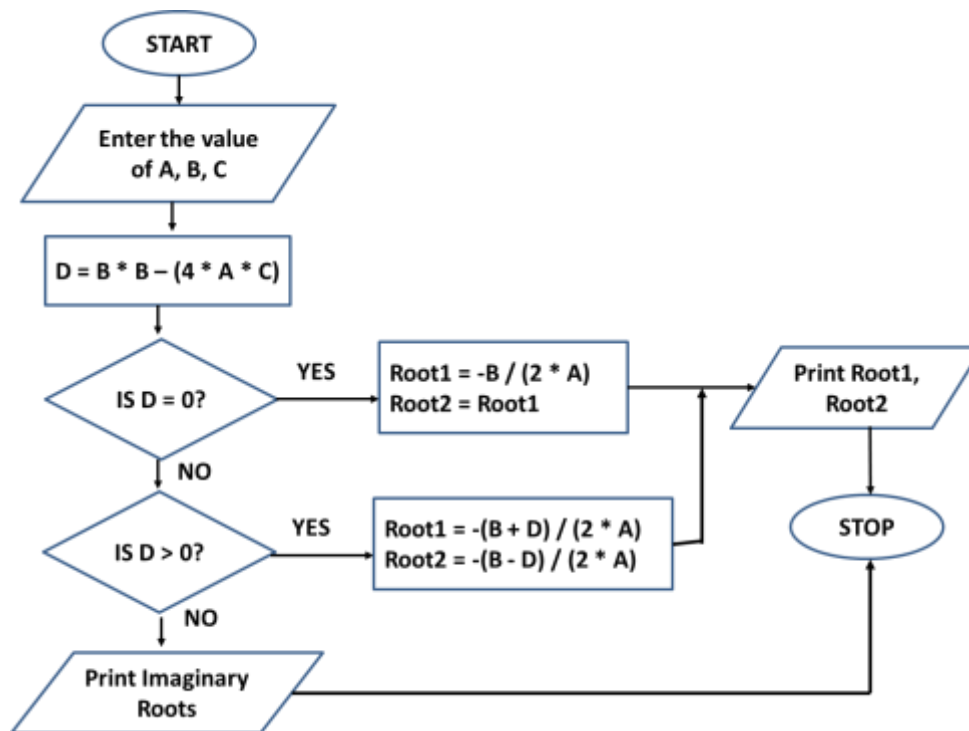 START
Enter the value
of A, B, C
D = B * B – (4 * A * C)
IS D = 0?
YES
Root1 = -B / (2 * A)
Root2 = Root1
Print Root1,
Root2
NO
IS D > 0?
YES
Root1 = -(B + D) / (2 * A)
Root2 = -(B - D) / (2 * A)
STOP
NO
Print Imaginary
Roots